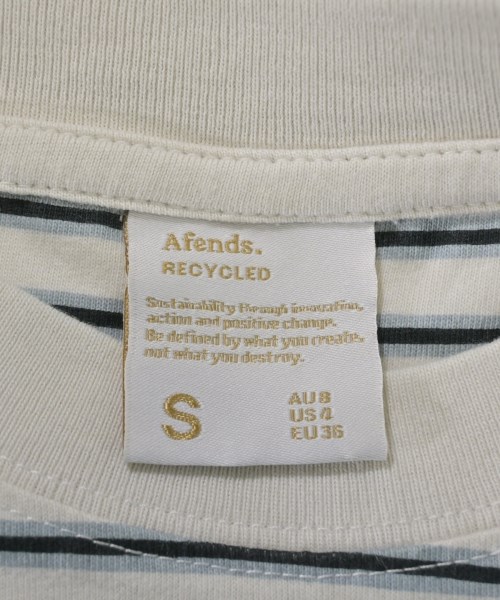 Afends.
RECYCLED
Sustainability through innovation,
action and positive change.
Be defined by what you create,
not what you destroy.
S
AU 8
US 4
EU 36